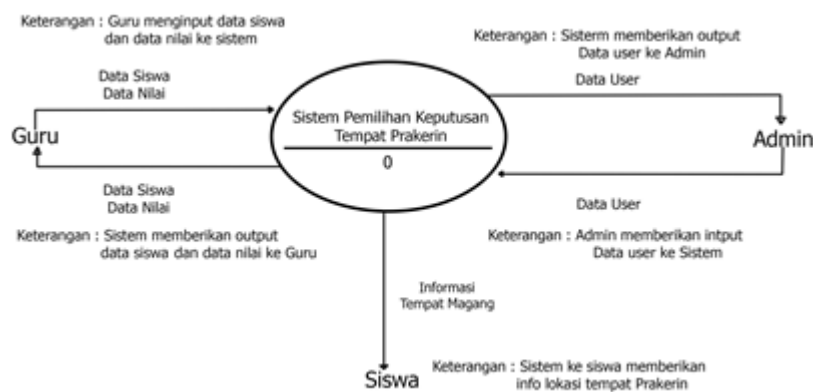 Keterangan : Guru menginput data siswa
dan data nilai ke sistem
Keterangan : Sisterm memberikan output
Data user ke Admin
Data Siswa
Data Nilai
Data User
Sistem Pemilihan Keputusan
Tempat Prakerin
0
Guru
Admin
Data Siswa
Data Nilai
Data User
Keterangan : Sistem memberikan output
data siswa dan data nilai ke Guru
Keterangan : Admin memberikan intput
Data user ke Sistem
Informasi
Tempat Magang
Siswa
Keterangan : Sistem ke siswa memberikan
info lokasi tempat Prakerin